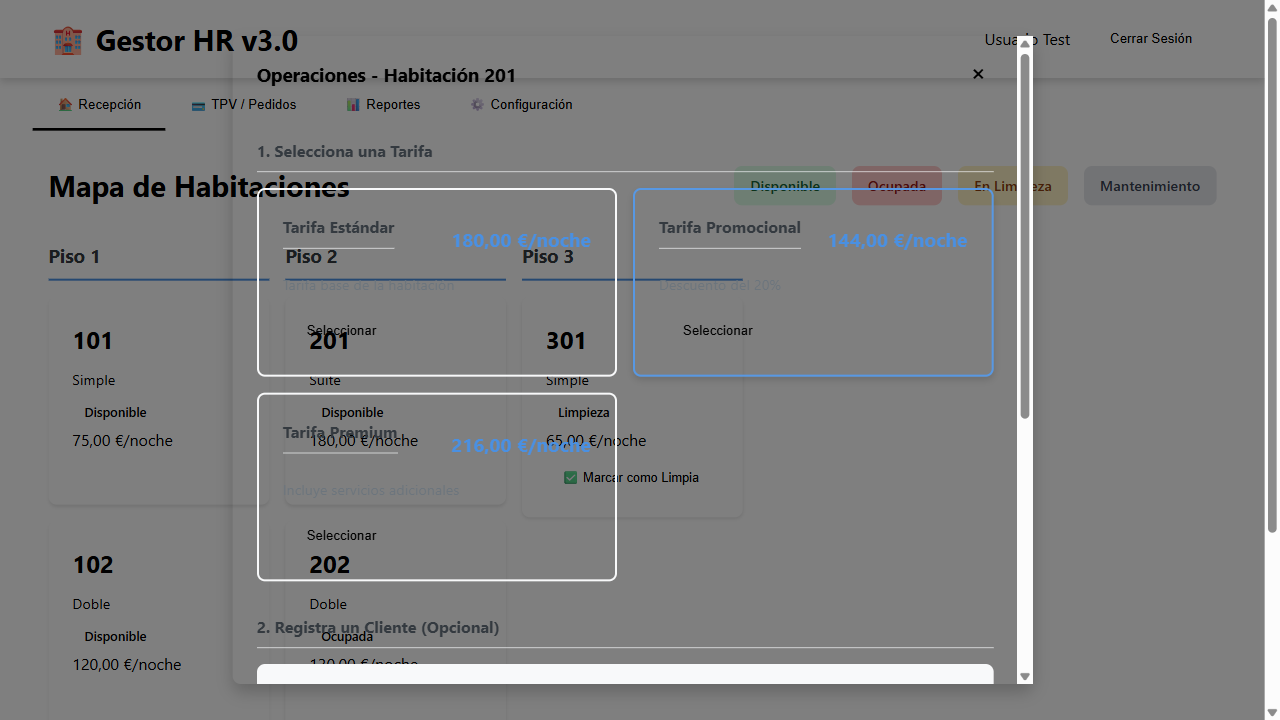 Gestor HR v3.0
Usuario Test
Cerrar Sesión
Operaciones - Habitación 201
×
Recepción
TPV / Pedidos
Reportes
Configuración
1. Selecciona una Tarifa
Mapa de Habitaciones
Disponible
Ocupada
En Limpieza
Mantenimiento
Tarifa Estándar
180,00 €/noche
Tarifa base de la habitación
Seleccionar
Tarifa Promocional
144,00 €/noche
Descuento del 20%
Seleccionar
Tarifa Premium
216,00 €/noche
Incluye servicios adicionales
Seleccionar
2. Registra un Cliente (Opcional)
Piso 1
101
Simple
Disponible
75,00 €/noche
102
Doble
Disponible
120,00 €/noche
Piso 2
201
Suite
Disponible
180,00 €/noche
202
Doble
Ocupada
120,00 €/noche
Piso 3
301
Simple
Limpieza
65,00 €/noche
Marcar como Limpia